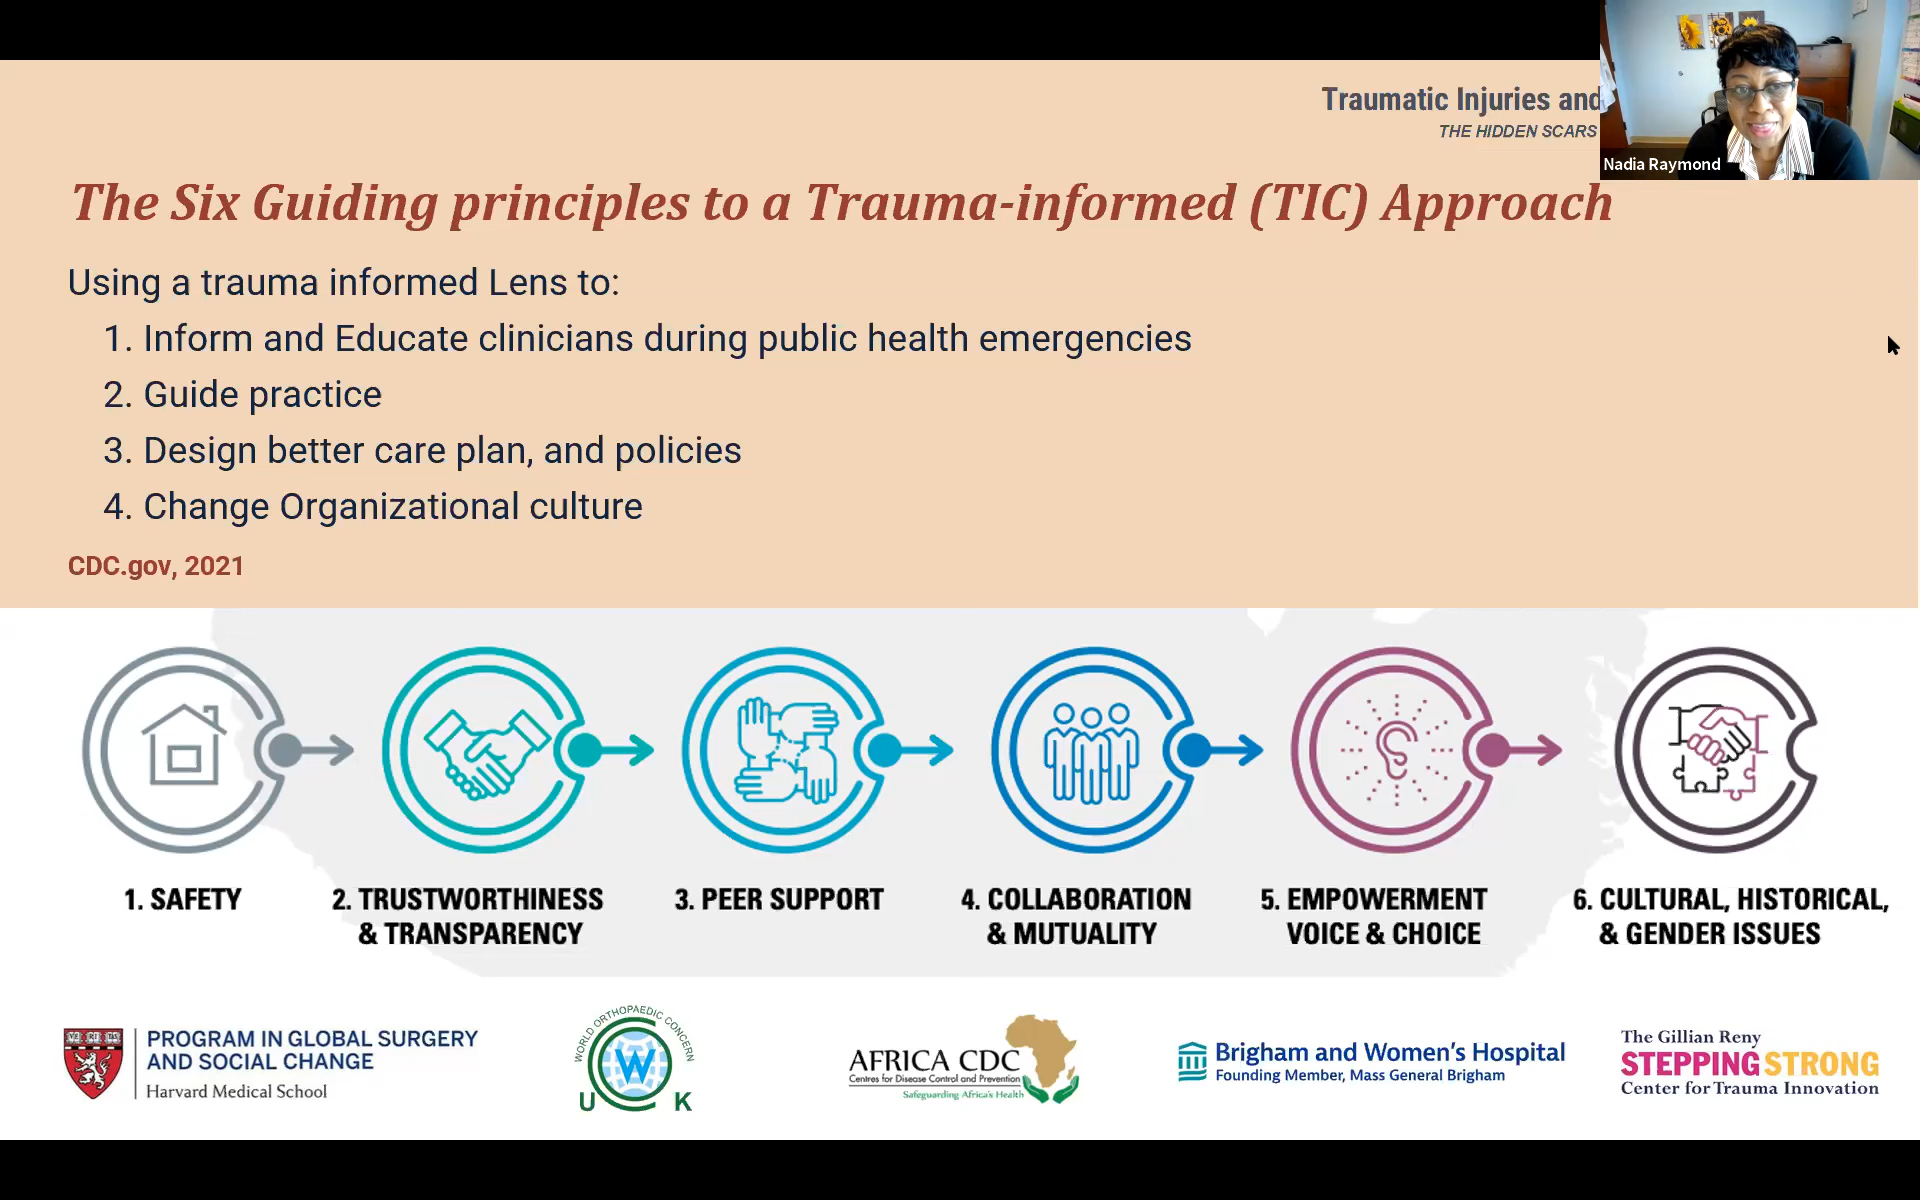 Traumatic Injuries and
THE HIDDEN SCARS
Nadia Raymond
The Six Guiding principles to a Trauma-informed (TIC) Approach
Using a trauma informed Lens to:
1. Inform and Educate clinicians during public health emergencies
2. Guide practice
3. Design better care plan, and policies
4. Change Organizational culture
CDC.gov, 2021
1. SAFETY
2. TRUSTWORTHINESS
& TRANSPARENCY
3. PEER SUPPORT
4. COLLABORATION
& MUTUALITY
5. EMPOWERMENT
VOICE & CHOICE
6. CULTURAL, HISTORICAL,
& GENDER ISSUES
VE RI TAS
PROGRAM IN GLOBAL SURGERY
AND SOCIAL CHANGE
Harvard Medical School
WORLD ORTHOPAEDIC CONCERN
W
U K
AFRICA CDC
Centres for Disease Control and Prevention
Safeguarding Africa's Health
Brigham and Women's Hospital
Founding Member, Mass General Brigham
The Gillian Reny
STEPPING STRONG
Center for Trauma Innovation